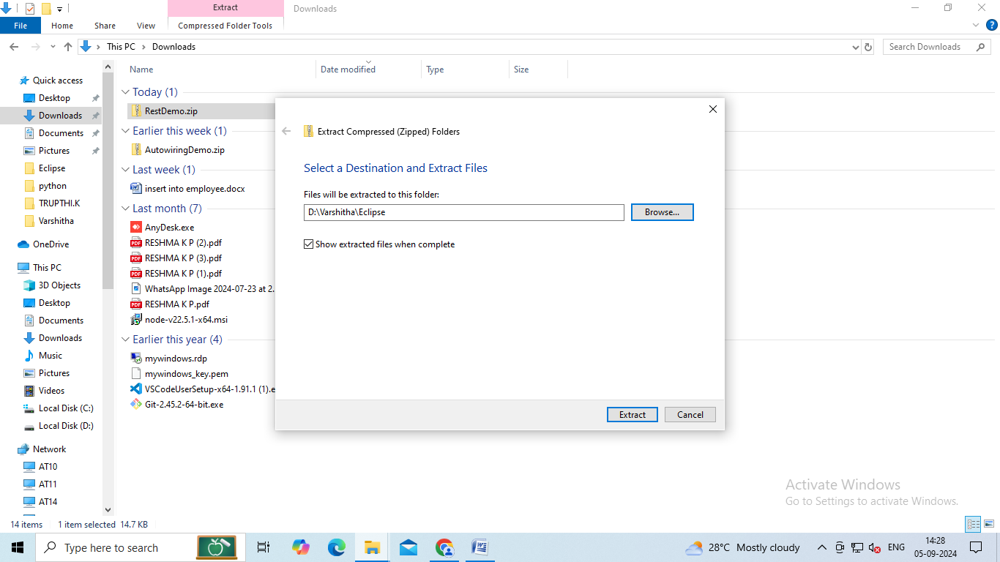 Extract
Downloads
File
Home
Share
View
Compressed Folder Tools
This PC
Downloads
Search Downloads
Name
Date modified
Type
Size
Quick access
Desktop
Downloads
Documents
Pictures
Eclipse
python
TRUPTHI.K
Varshitha
OneDrive
This PC
3D Objects
Desktop
Documents
Downloads
Music
Pictures
Videos
Local Disk (C:)
Local Disk (D:)
Network
AT10
AT11
AT14
Today (1)
RestDemo.zip
Earlier this week (1)
AutowiringDemo.zip
Last week (1)
insert into employee.docx
Last month (7)
AnyDesk.exe
RESHMA K P (2).pdf
RESHMA K P (3).pdf
RESHMA K P (1).pdf
WhatsApp Image 2024-07-23 at 2.
RESHMA K P.pdf
node-v22.5.1-x64.msi
Earlier this year (4)
mywindows.rdp
mywindows_key.pem
VSCodeUserSetup-x64-1.91.1 (1).e
Git-2.45.2-64-bit.exe
Extract Compressed (Zipped) Folders
Select a Destination and Extract Files
Files will be extracted to this folder:
D:\Varshitha\Eclipse
Browse...
Show extracted files when complete
Extract
Cancel
Activate Windows
Go to Settings to activate Windows.
14 items
1 item selected 14.7 KB
Type here to search
28°C Mostly cloudy
ENG
14:28
05-09-2024